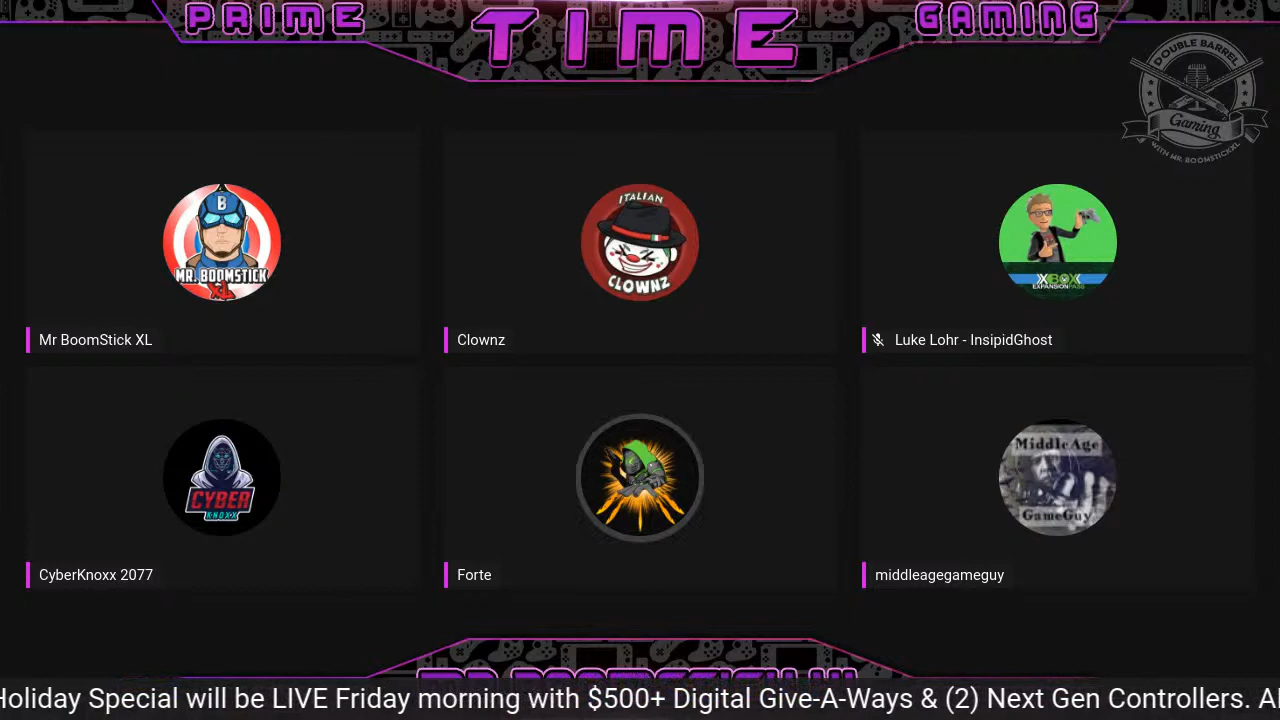 PRIME
TIME
GAMING
DOUBLE BARREL
Gaming
WITH MR. BOOMSTICKXL
B
MR. BOOMSTICK
XL
Mr BoomStick XL
ITALIAN
CLOWNZ
Clownz
XBOX
EXPANSION PASS
Luke Lohr - InsipidGhost
CYBER
KNOXX
CyberKnoxx 2077
Forte
MiddleAge
GameGuy
middleagegameguy
Holiday Special will be LIVE Friday morning with $500+ Digital Give-A-Ways & (2) Next Gen Controllers.